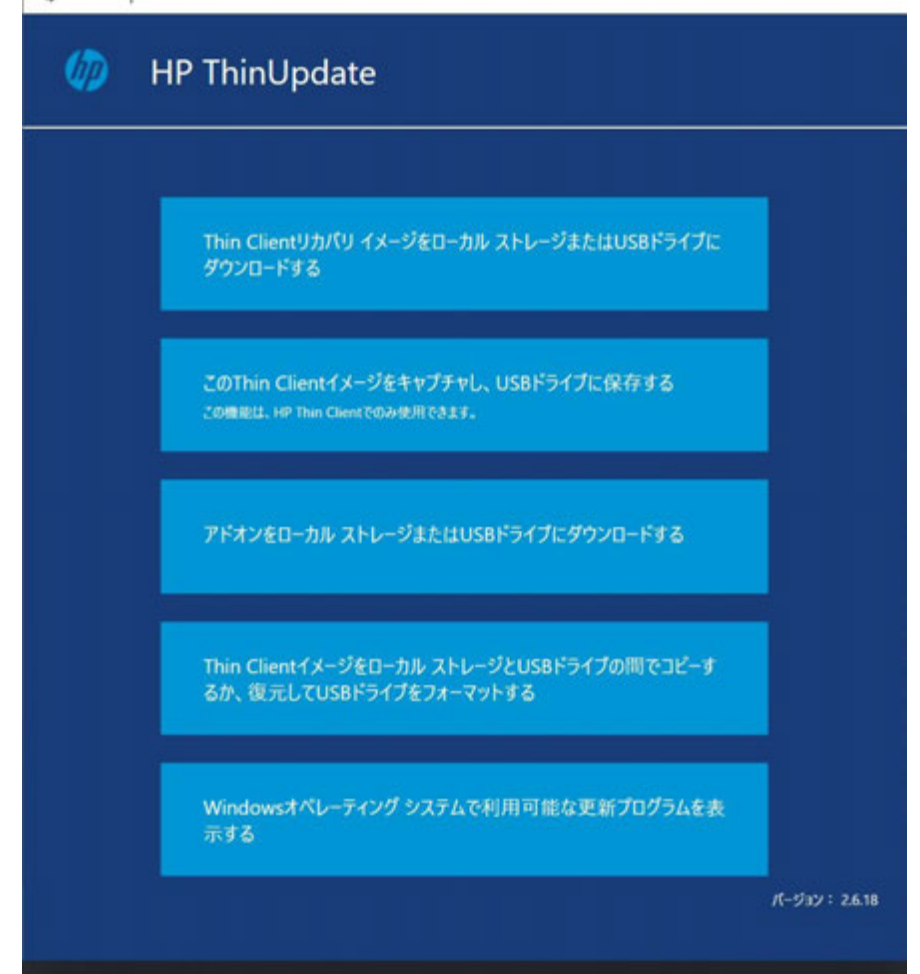 hp
HP ThinUpdate
Thin Clientリカバリ イメージをローカル ストレージまたはUSBドライブに
ダウンロードする
このThin Clientイメージをキャプチャし、USBドライブに保存する
この機能は、HP Thin Clientでのみ使用できます。
アドオンをローカル ストレージまたはUSBドライブにダウンロードする
Thin Clientイメージをローカル ストレージとUSBドライブの間でコピーす
るか、復元してUSBドライブをフォーマットする
Windowsオペレーティング システムで利用可能な更新プログラムを表
示する
バージョン： 2.6.18